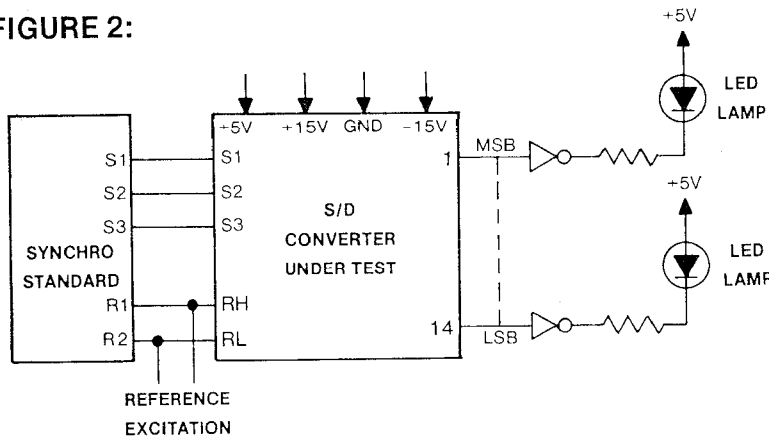 FIGURE 2:
+5V
LED
LAMP
+5V
+15V
GND
-15V
S1
S1
1
MSB
S2
S2
S3
S3
S/D
CONVERTER
UNDER TEST
SYNCHRO
STANDARD
+5V
LED
LAMP
R1
RH
R2
RL
14
LSB
REFERENCE
EXCITATION